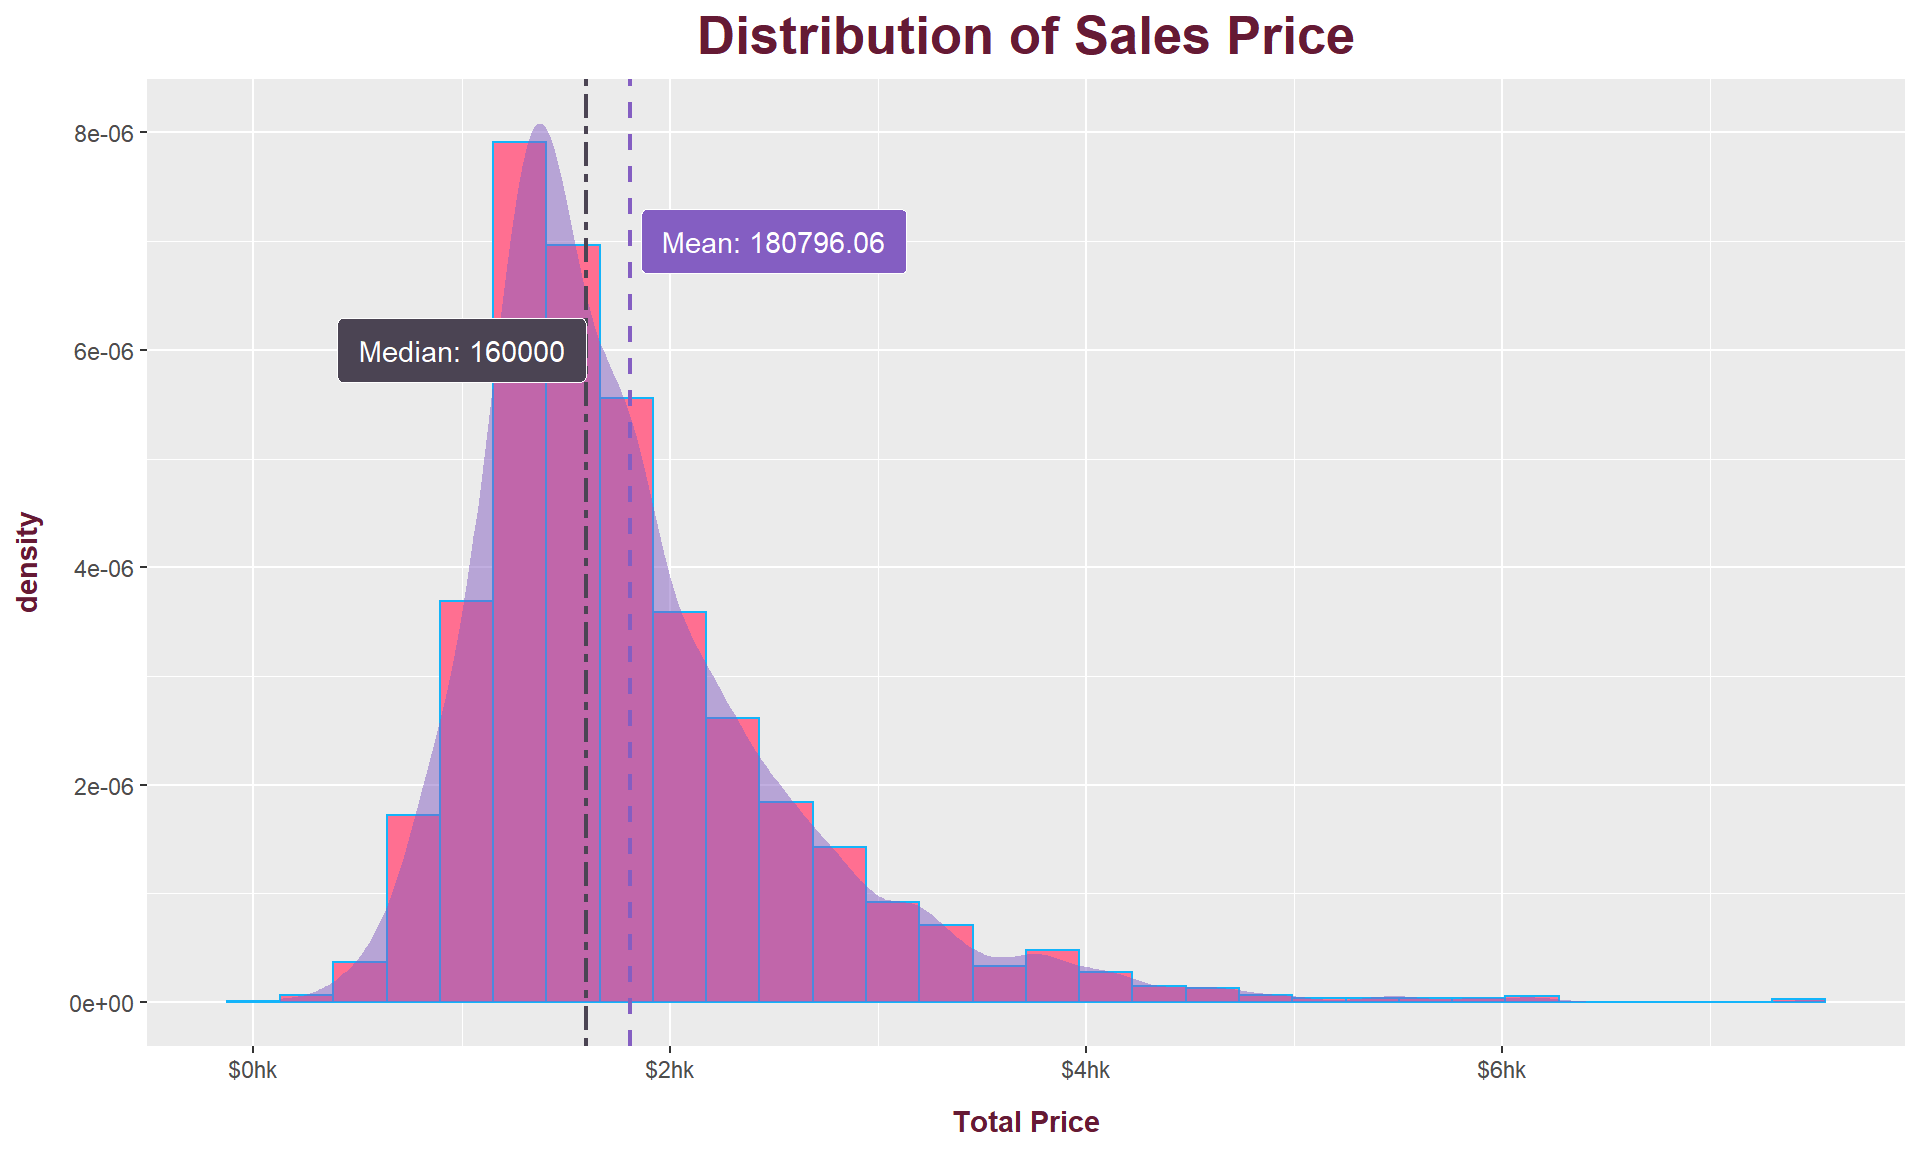 Distribution of Sales Price
8e-06
Mean: 180796.06
Median: 160000
6e-06
density
4e-06
2e-06
0e+00
$0hk
$2hk
$4hk
$6hk
Total Price